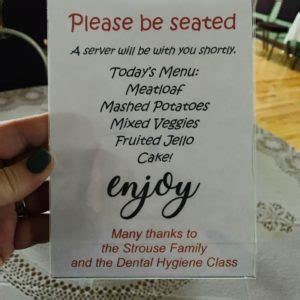 Please be seated
A server will be with you shortly.
Today's Menu:
Meatloaf
Mashed Potatoes
Mixed Veggies
Fruited Jello
Cake!
enjoy
Many thanks to
the Strouse Family
and the Dental Hygiene Class